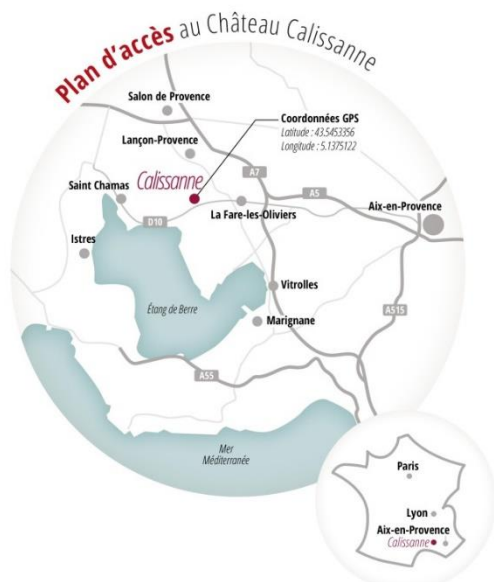 Plan d'accès au Château Calissanne
Salon de Provence
Coordonnées GPS
Latitude : 43.5453356
Longitude : 5.1375122
Lançon-Provence
A7
Saint Chamas
Calissanne
A5
La Fare-les-Oliviers
Aix-en-Provence
D10
Istres
Vitrolles
Étang de Berre
A515
Marignane
A55
Mer
Méditerranée
Paris
Lyon
Aix-en-Provence
Calissanne